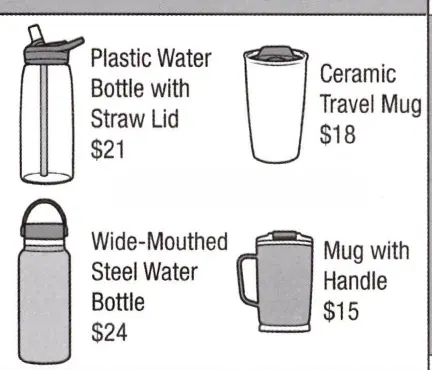 Plastic Water
Bottle with
Straw Lid
$21
Ceramic
Travel Mug
$18
Wide-Mouthed
Steel Water
Bottle
$24
Mug with
Handle
$15